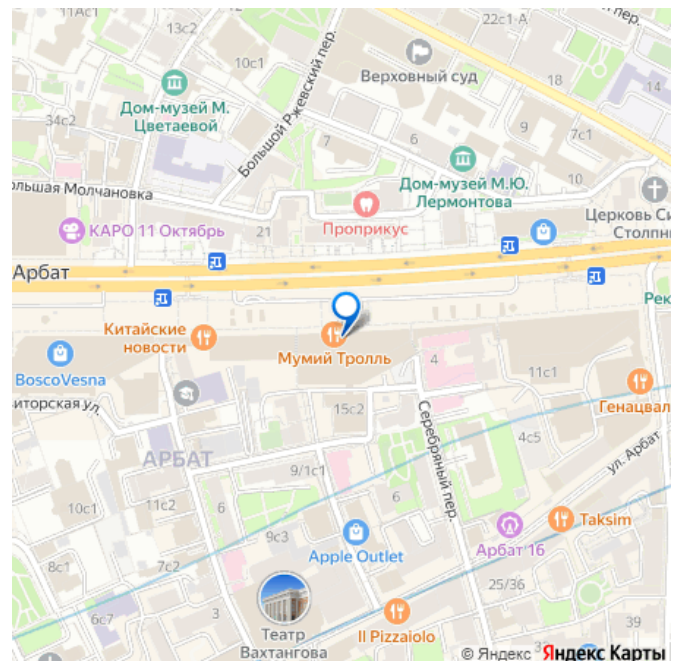 11Ас1
13с2
22с1-А
пер.
10с1
Большой Ржевский пер.
Верховный суд
18
14
Дом-музей М.
Цветаевой
34с2
7
6
9
7с1
Дом-музей М.Ю.
Лермонтова
10
ольшая Молчановка
Проприкус
Церковь Си
Столпн
КАРО 11 Октябрь
21
Арбат
Рек
Китайские
новости
Мумий Тролль
4
11с1
BoscoVesna
иторская ул.
15с2
Генацвал
Серебряный пер.
4с5
ул. Арбат
АРБАТ
9/1с1
10с1
11с2
6
6
Taksim
9с3
Apple Outlet
Арбат 16
8с1
7с2
25/36
6с7
3
39
Театр
Вахтангова
Il Pizzaiolo
© Яндекс
Яндекс Карты